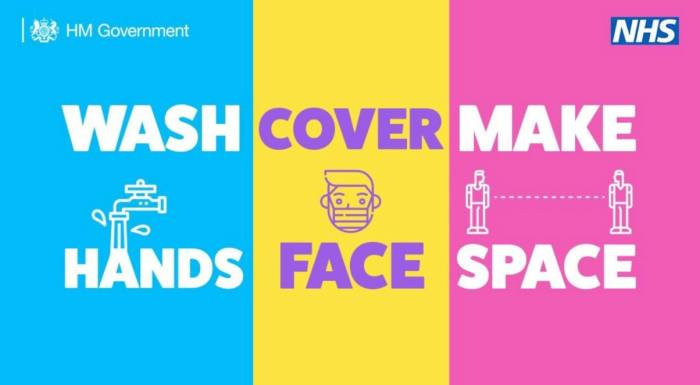 HM Government
NHS
WASH
HANDS
COVER
FACE
MAKE
SPACE